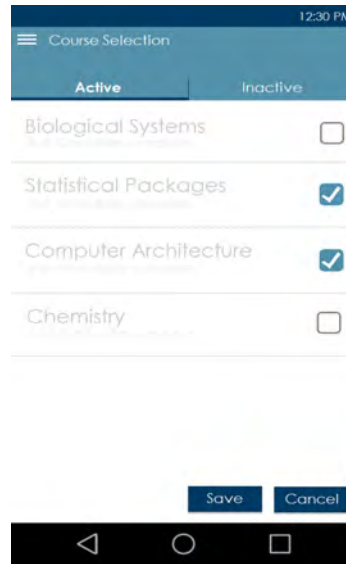 12:30 PM
Course Selection
Active Inactive
Biological Systems
Statistical Packages
Computer Architecture
Chemistry
Save Cancel